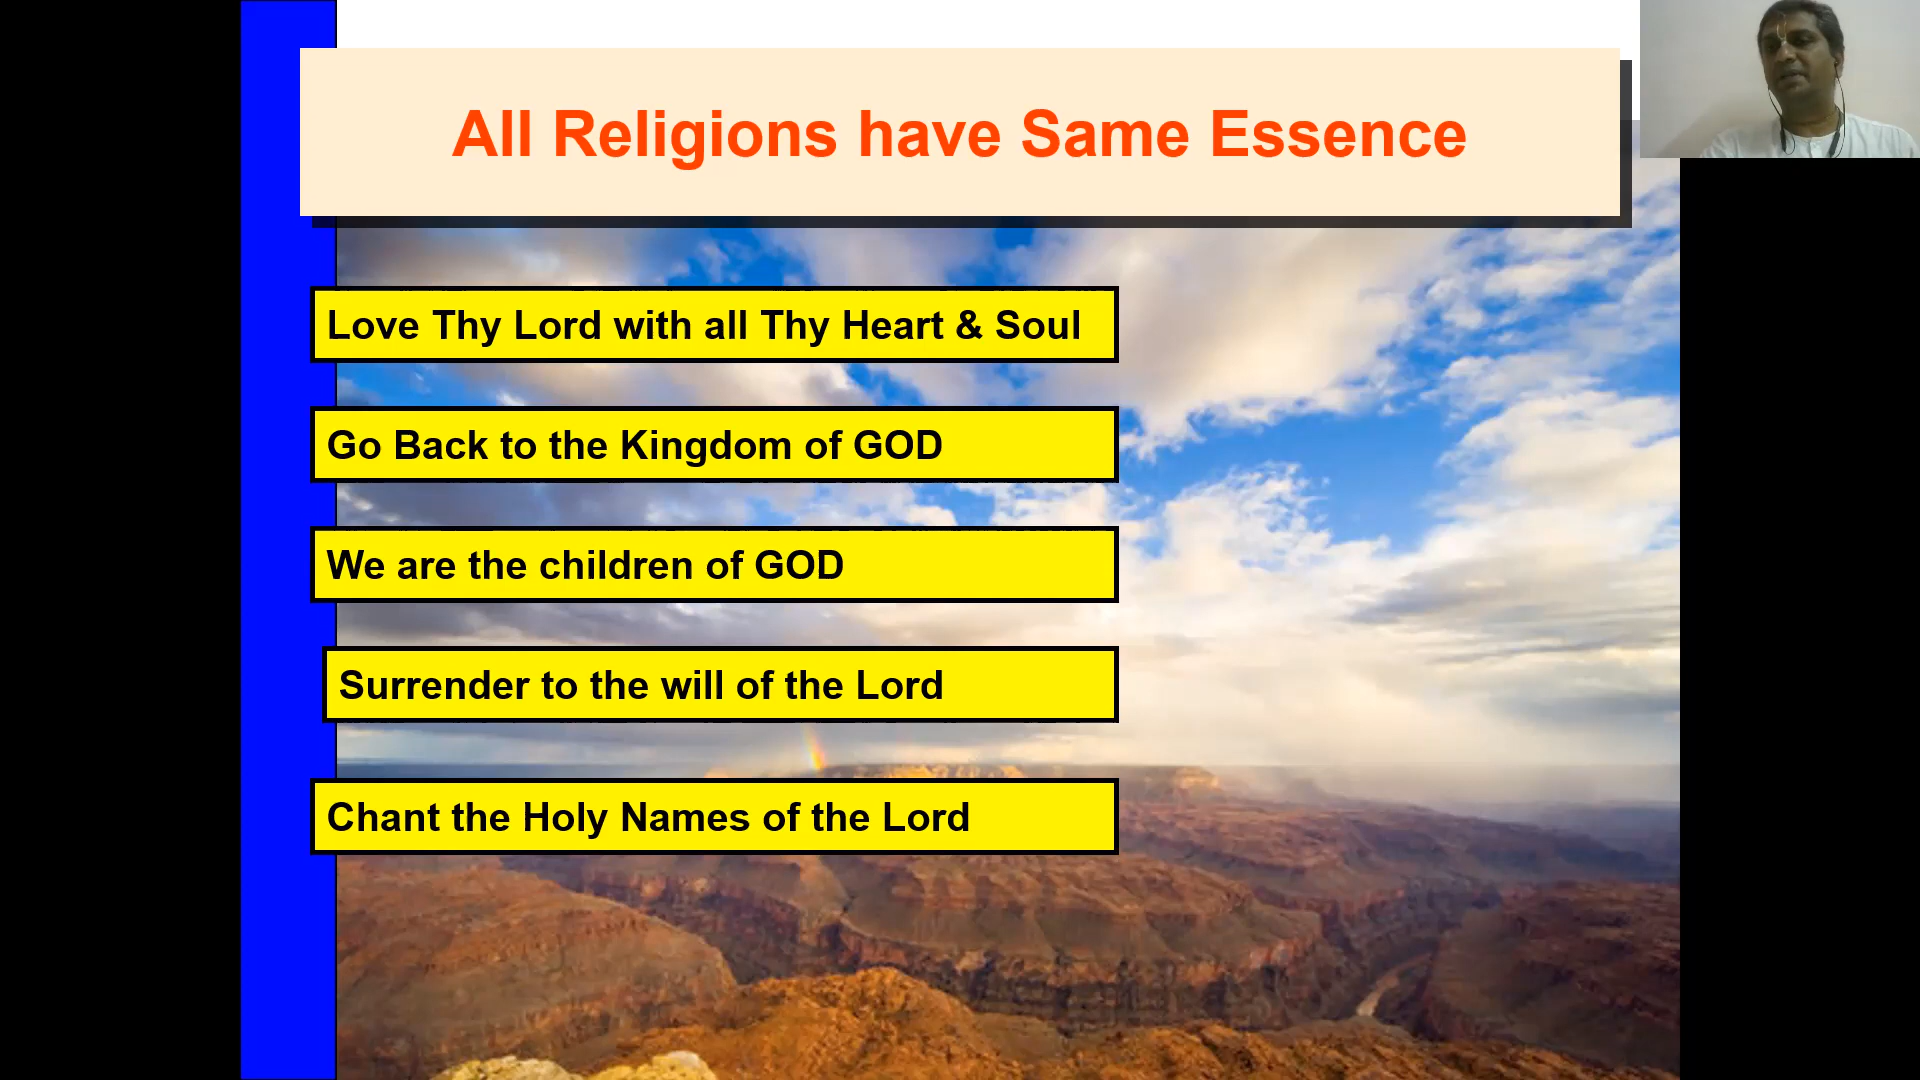 All Religions have Same Essence
Love Thy Lord with all Thy Heart & Soul
Go Back to the Kingdom of GOD
We are the children of GOD
Surrender to the will of the Lord
Chant the Holy Names of the Lord